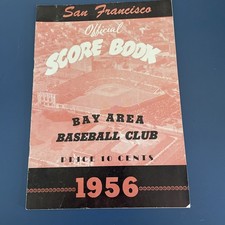 San Francisco
Official
SCORE BOOK
BAY AREA
BASEBALL CLUB
PRICE 10 CENTS
1956